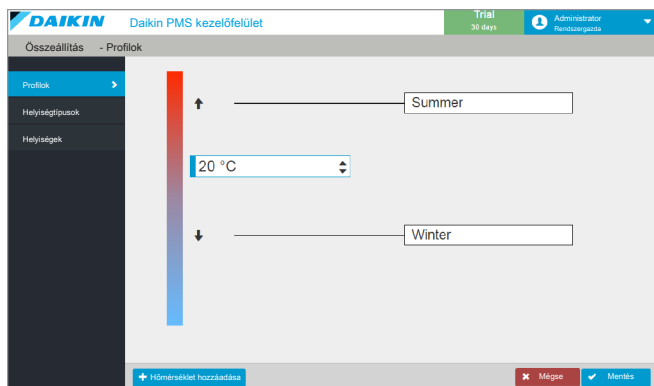 DAIKIN
Daikin PMS kezelőfelület
Trial
30 days
Administrator
Rendszergazda
Összeállítás - Profilok
Profilok
Helyiségtípusok
Helyiségek
Summer
20 °C
Winter
Hőmérséklet hozzáadása
Mégse
Mentés